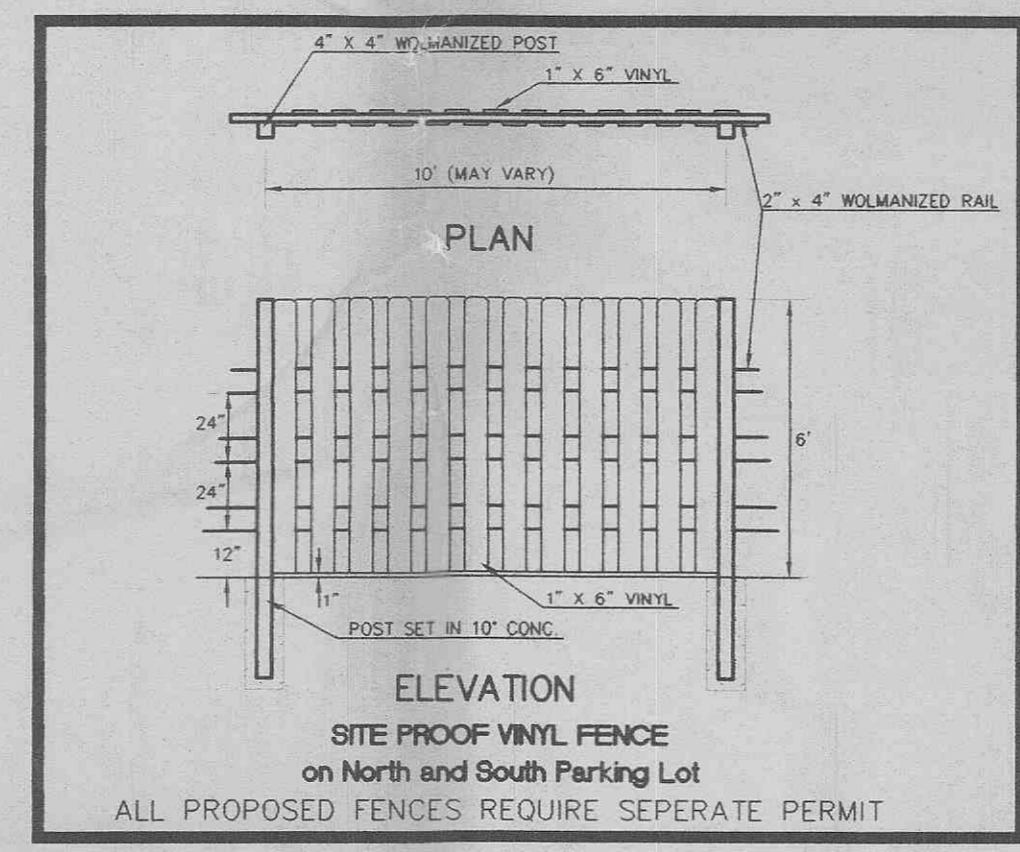 4" X 4" WOLMANIZED POST
1" X 6" VINYL
10' (MAY VARY)
2" x 4" WOLMANIZED RAIL
PLAN
24"
6'
24"
12"
1"
1" X 6" VINYL
POST SET IN 10" CONC.
ELEVATION
SITE PROOF VINYL FENCE
on North and South Parking Lot
ALL PROPOSED FENCES REQUIRE SEPERATE PERMIT